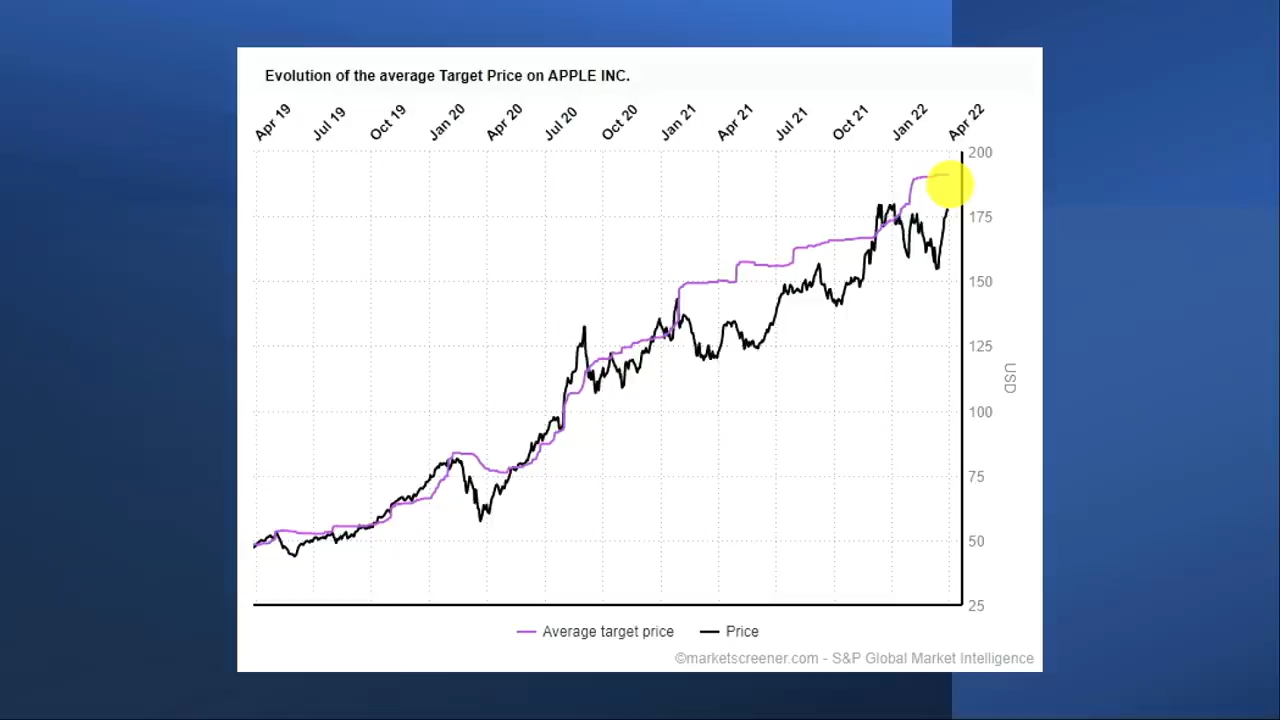 Evolution of the average Target Price on APPLE INC.
Apr 19 Jul 19 Oct 19 Jan 20 Apr 20 Jul 20 Oct 20 Jan 21 Apr 21 Jul 21 Oct 21 Jan 22 Apr 22
200
175
150
125
USD
100
75
50
25
Average target price Price
©marketscreener.com - S&P Global Market Intelligence